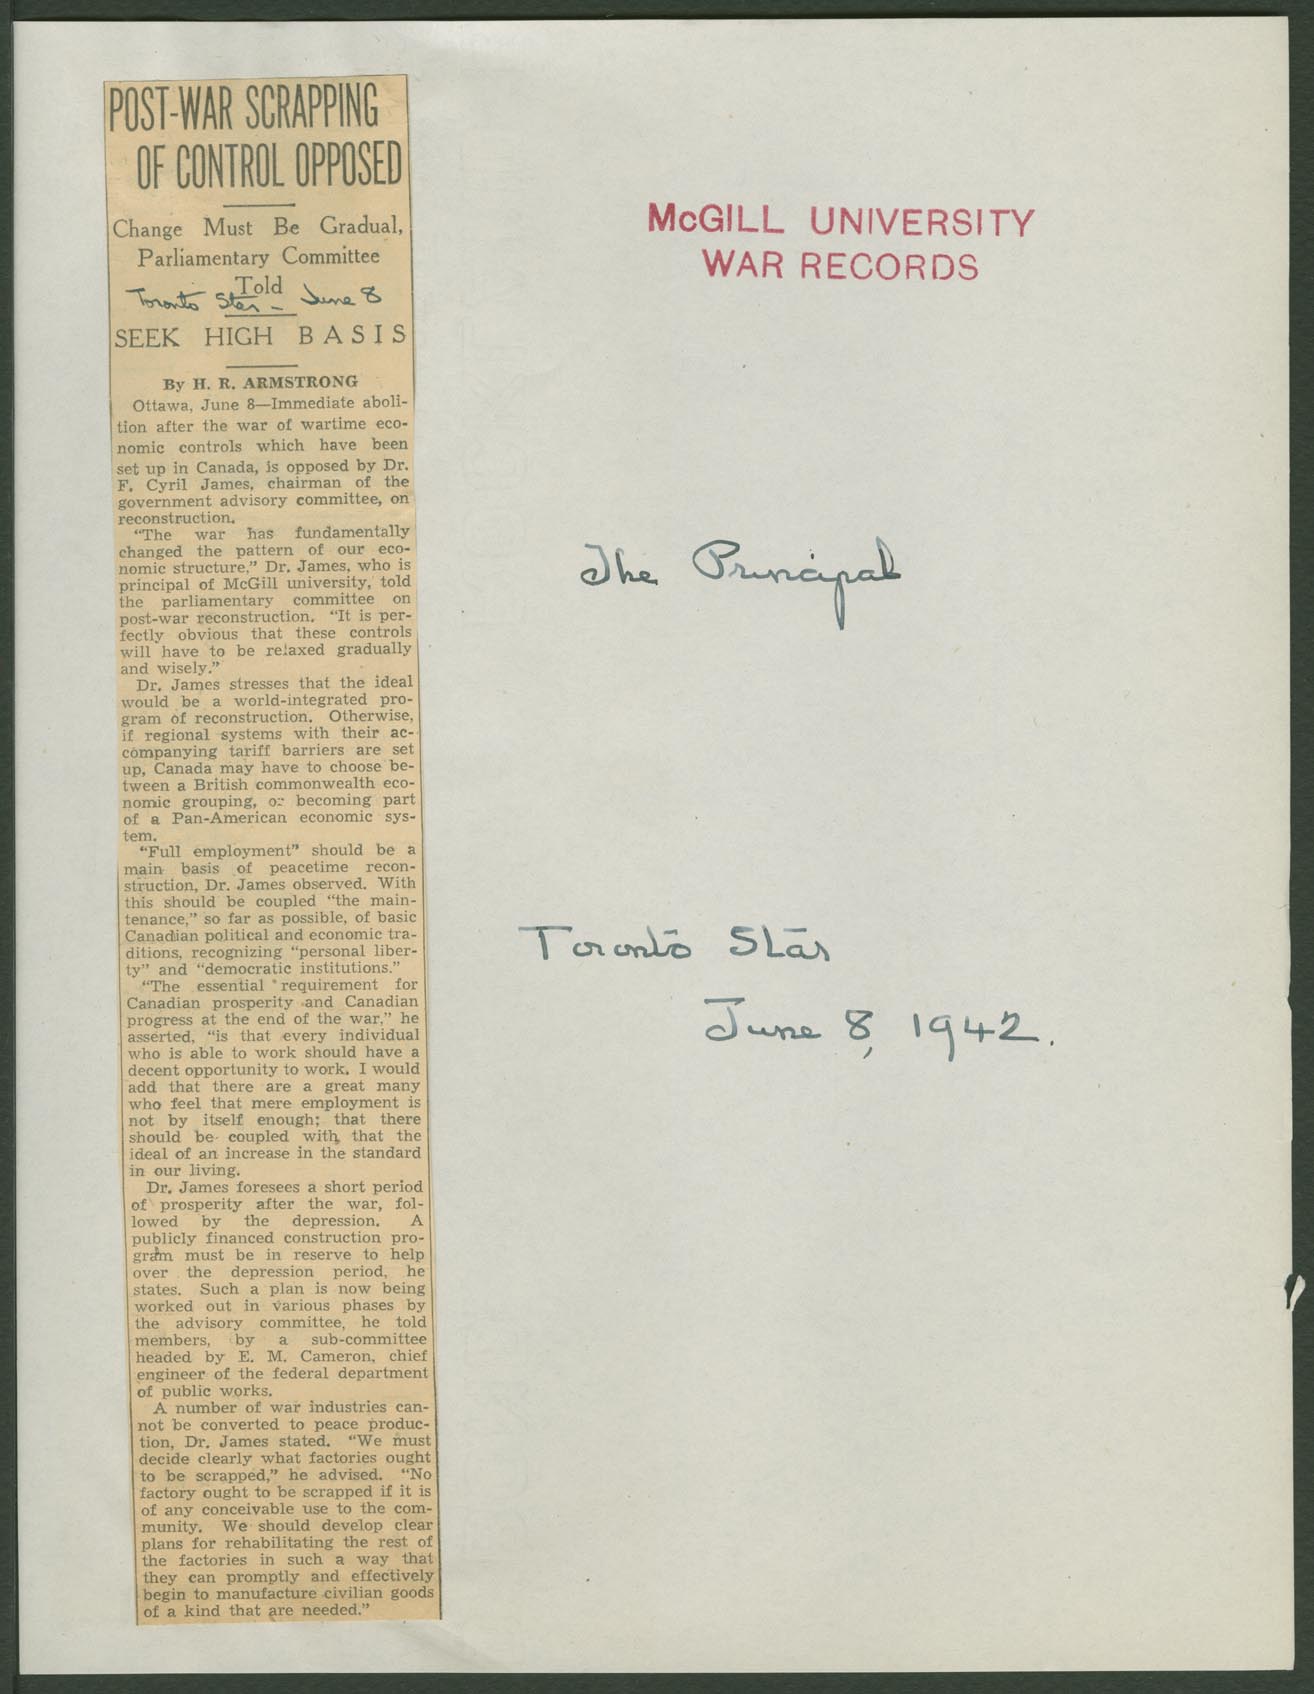 POST-WAR SCRAPPING
OF CONTROL OPPOSED
Change Must Be Gradual,
Parliamentary Committee
Told
Toronto Star - June 8
SEEK HIGH BASIS
By H. R. ARMSTRONG
Ottawa, June 8—Immediate aboli-
tion after the war of wartime eco-
nomic controls which have been
set up in Canada, is opposed by Dr.
F. Cyril James, chairman of the
government advisory committee, on
reconstruction.
"The war has fundamentally
changed the pattern of our eco-
nomic structure," Dr. James, who is
principal of McGill university, told
the parliamentary committee on
post-war reconstruction. "It is per-
fectly obvious that these controls
will have to be relaxed gradually
and wisely."
Dr. James stresses that the ideal
would be a world-integrated pro-
gram of reconstruction. Otherwise,
if regional systems with their ac-
companying tariff barriers are set
up, Canada may have to choose be-
tween a British commonwealth eco-
nomic grouping, or becoming part
of a Pan-American economic sys-
tem.
"Full employment" should be a
main basis of peacetime recon-
struction, Dr. James observed. With
this should be coupled "the main-
tenance," so far as possible, of basic
Canadian political and economic tra-
ditions, recognizing "personal liber-
ty" and "democratic institutions."
"The essential requirement for
Canadian prosperity and Canadian
progress at the end of the war," he
asserted, "is that every individual
who is able to work should have a
decent opportunity to work. I would
add that there are a great many
who feel that mere employment is
not by itself enough; that there
should be coupled with that the
ideal of an increase in the standard
in our living.
Dr. James foresees a short period
of prosperity after the war, fol-
lowed by the depression. A
publicly financed construction pro-
gram must be in reserve to help
over the depression period, he
states. Such a plan is now being
worked out in various phases by
the advisory committee, he told
members, by a sub-committee
headed by E. M. Cameron, chief
engineer of the federal department
of public works.
A number of war industries can-
not be converted to peace produc-
tion, Dr. James stated. "We must
decide clearly what factories ought
to be scrapped," he advised. "No
factory ought to be scrapped if it is
of any conceivable use to the com-
munity. We should develop clear
plans for rehabilitating the rest of
the factories in such a way that
they can promptly and effectively
begin to manufacture civilian goods
of a kind that are needed."
McGILL UNIVERSITY
WAR RECORDS
The Principal
Toronto Star
June 8, 1942.